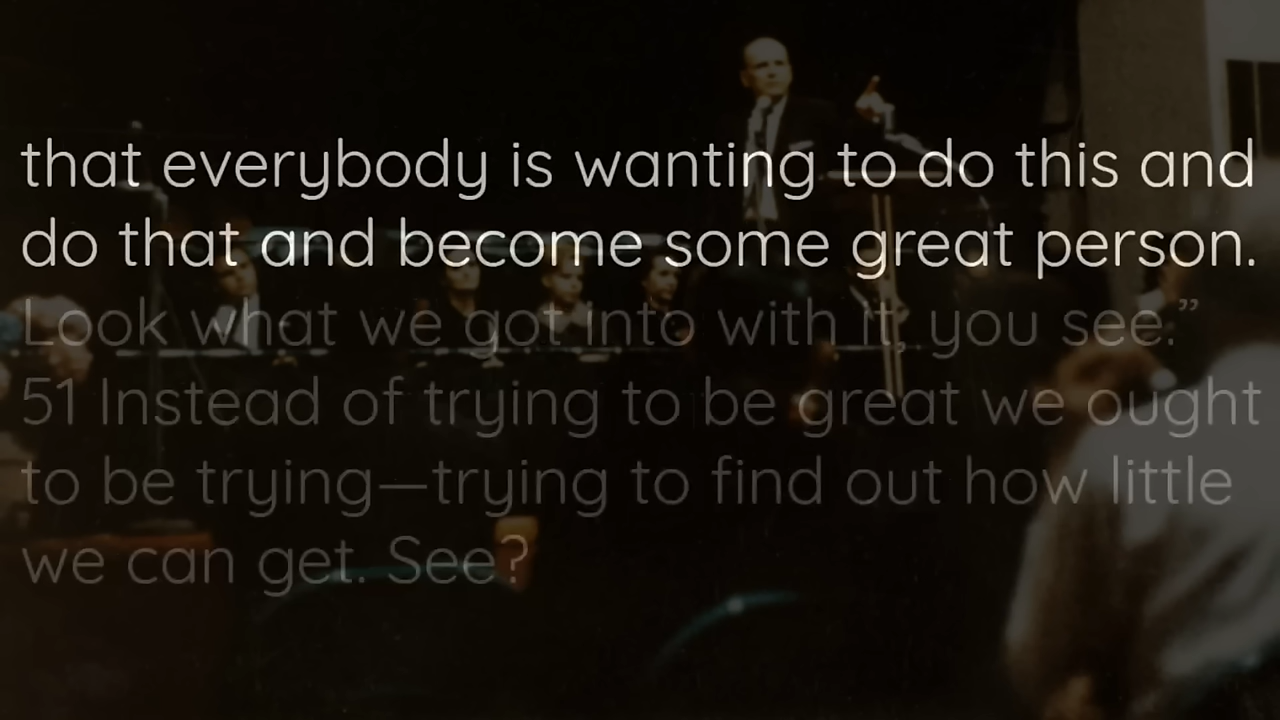 that everybody is wanting to do this and
do that and become some great person.
Look what we got into with it, you see.”
51 Instead of trying to be great we ought
to be trying—trying to find out how little
we can get. See?